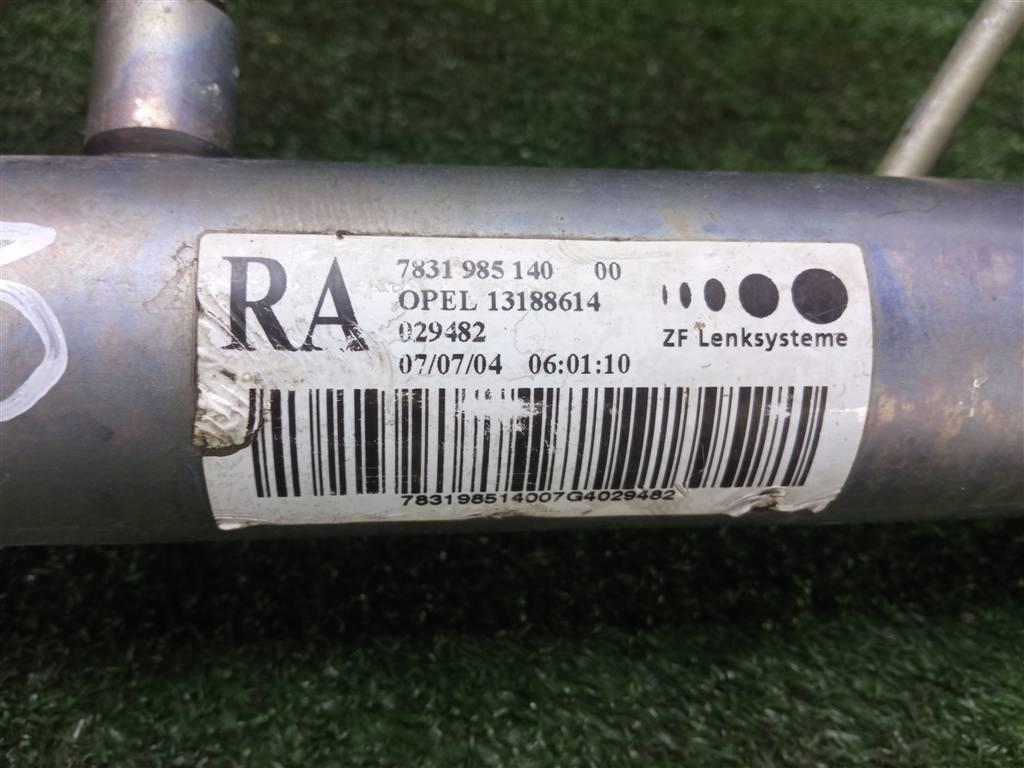 RA
7831 985 140 00
OPEL 13188614
029482
07/07/04 06:01:10
ZF Lenksysteme
783198514007G4029482